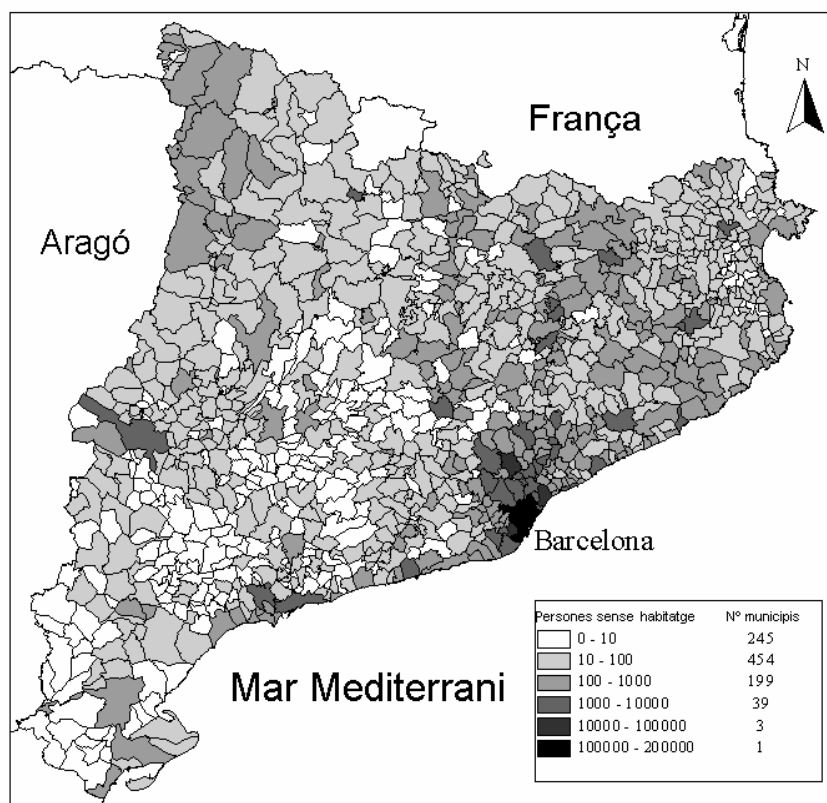 N
França
Aragó
Barcelona
Mar Mediterrani
Persones sense habitatge Nº municipis
0 - 10 245
10 - 100 454
100 - 1000 199
1000 - 10000 39
10000 - 100000 3
100000 - 200000 1